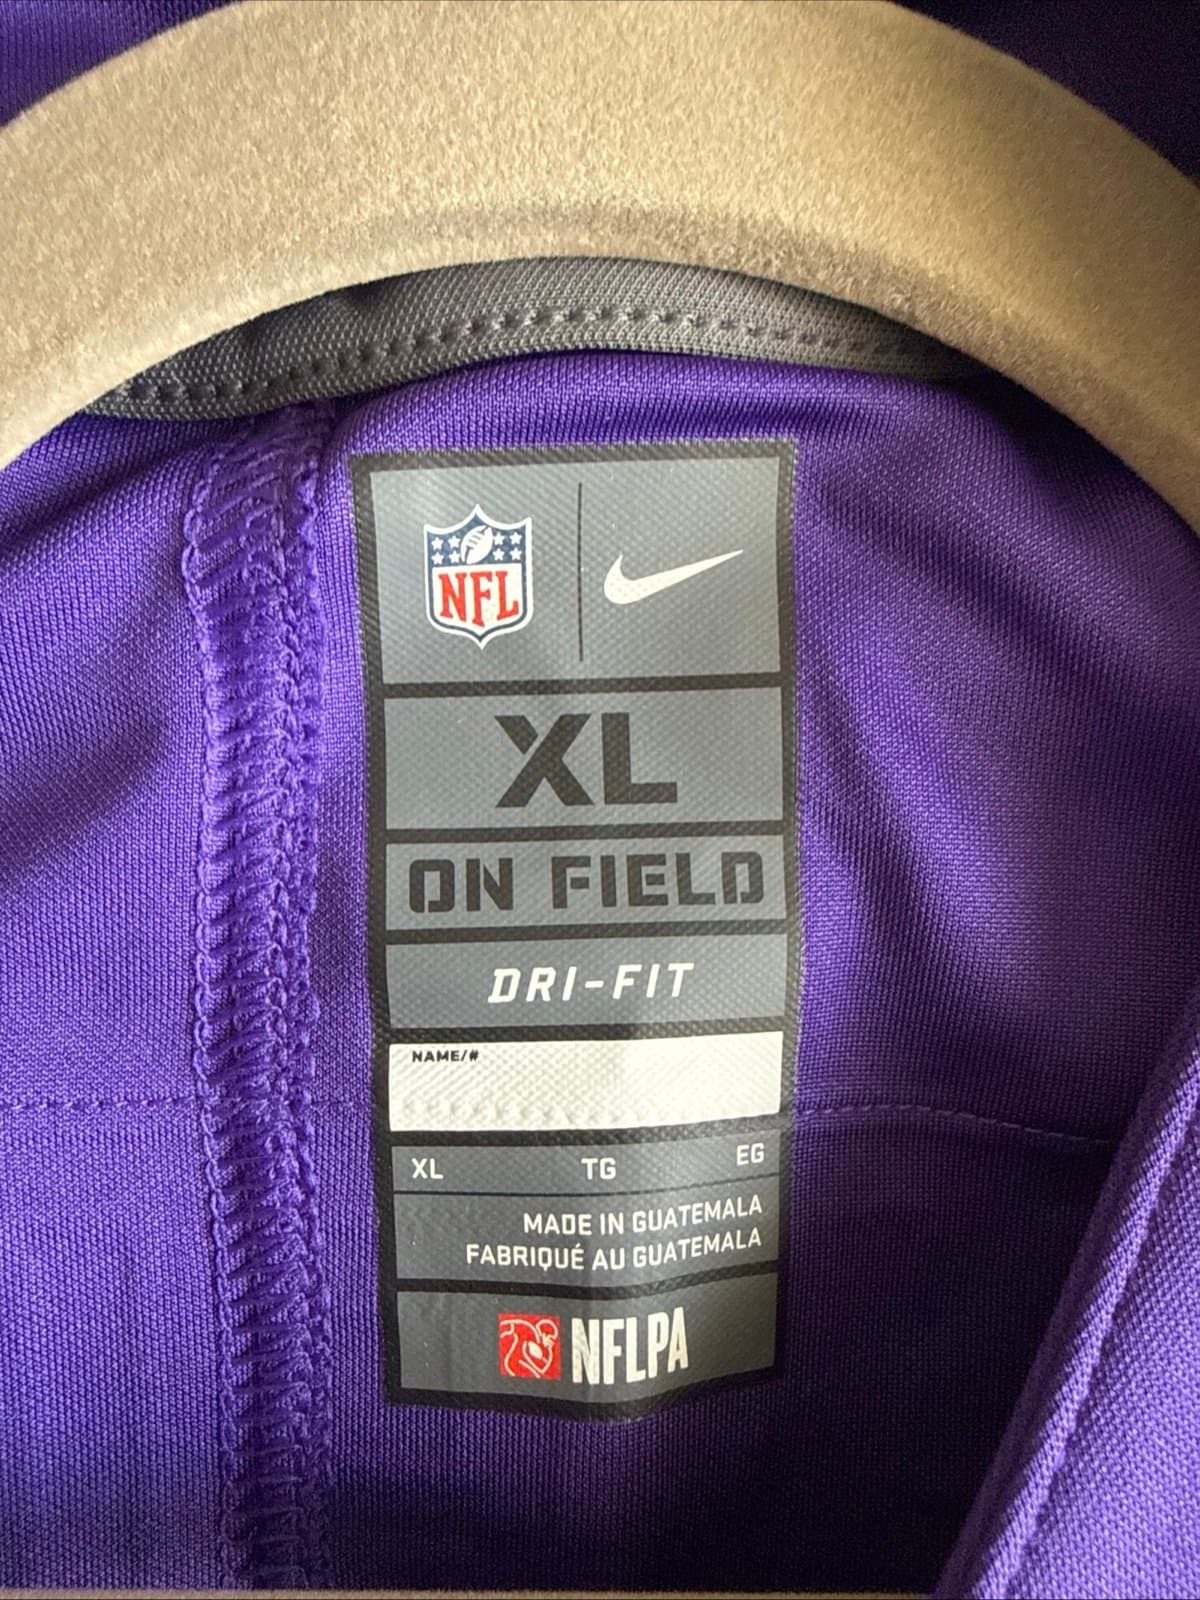 NFL
XL
ON FIELD
DRI-FIT
NAME/#
XL TG EG
MADE IN GUATEMALA
FABRIQUÉ AU GUATEMALA
NFLPA